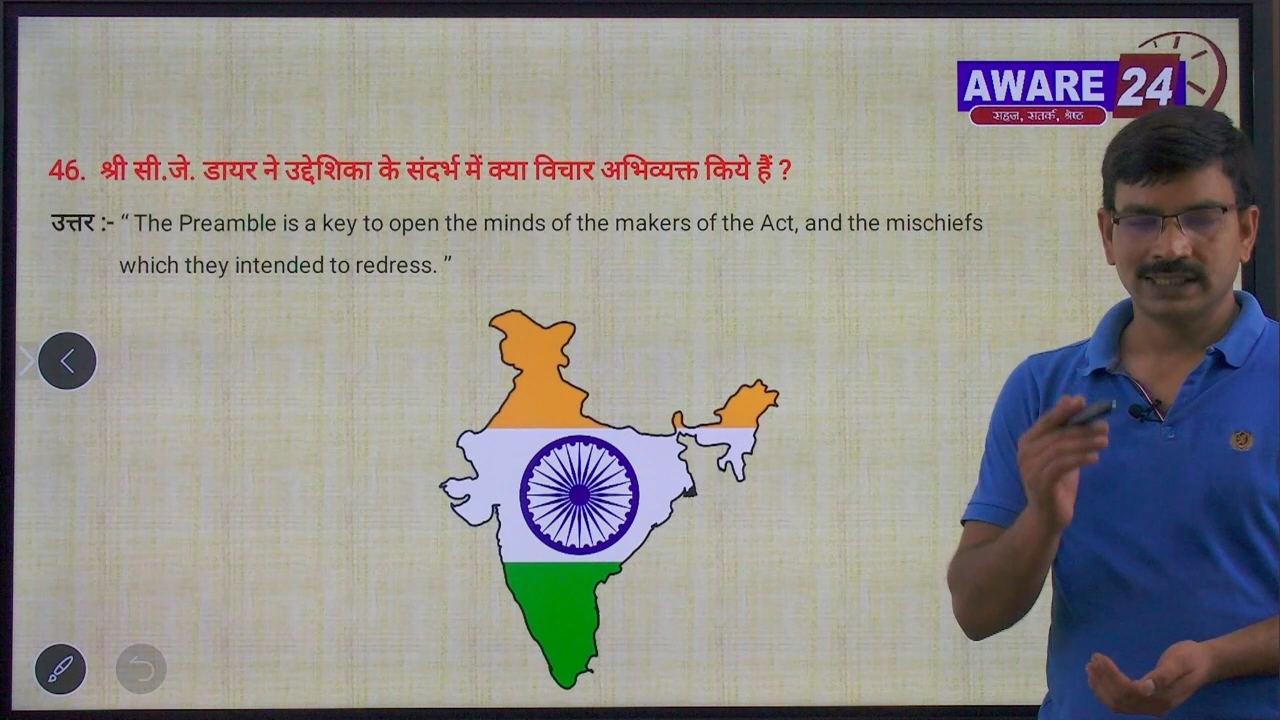 AWARE 24
सहज, सतर्क, श्रेष्ठ
46. श्री सी.जे. डायर ने उद्देशिका के संदर्भ में क्या विचार अभिव्यक्त किये हैं ?
उत्तर :- “ The Preamble is a key to open the minds of the makers of the Act, and the mischiefs
which they intended to redress. ”